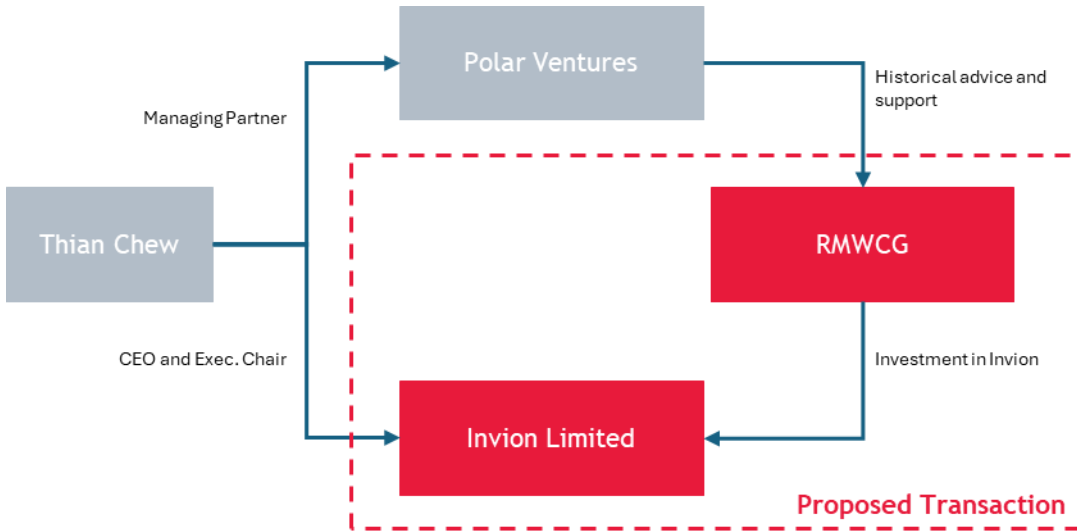 Polar Ventures
Historical advice and
support
Managing Partner
Thian Chew
RMWCG
CEO and Exec. Chair
Investment in Invion
Invion Limited
Proposed Transaction